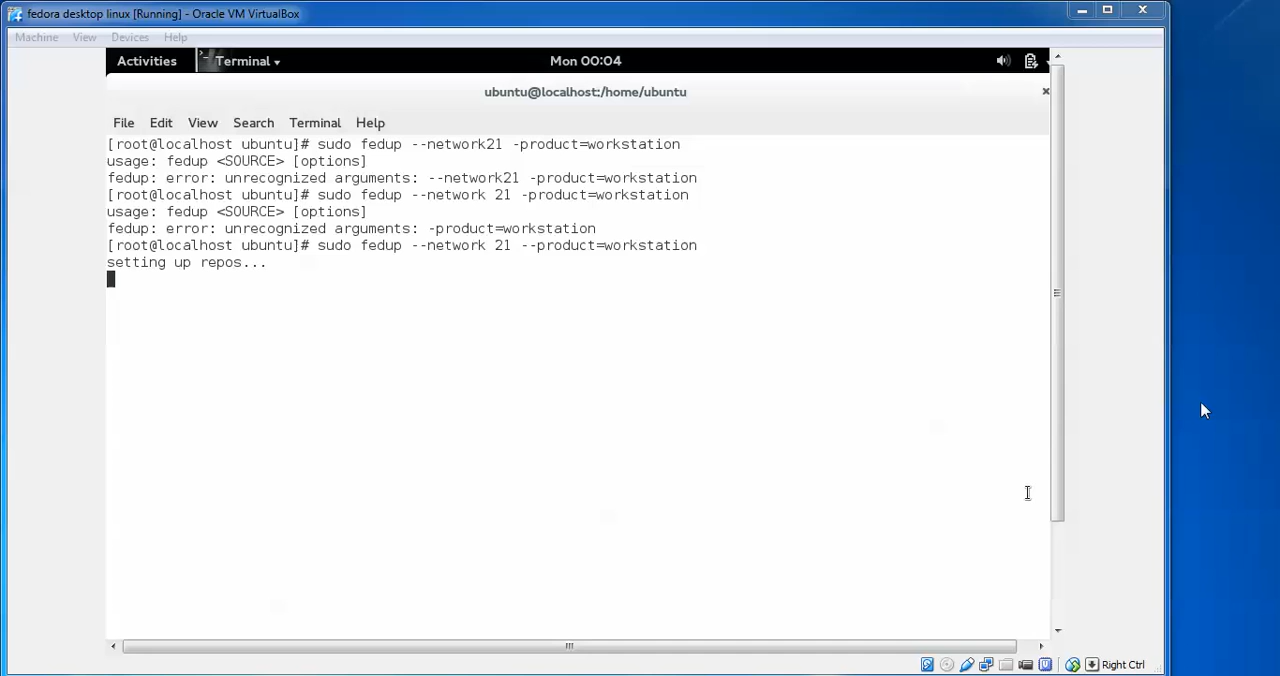 fedora desktop linux [Running] - Oracle VM VirtualBox
Machine View Devices Help
Activities Terminal Mon 00:04
ubuntu@localhost:/home/ubuntu
File Edit View Search Terminal Help
[root@localhost ubuntu]# sudo fedup --network21 -product=workstation
usage: fedup <SOURCE> [options]
fedup: error: unrecognized arguments: --network21 -product=workstation
[root@localhost ubuntu]# sudo fedup --network 21 -product=workstation
usage: fedup <SOURCE> [options]
fedup: error: unrecognized arguments: -product=workstation
[root@localhost ubuntu]# sudo fedup --network 21 --product=workstation
setting up repos...
Right Ctrl